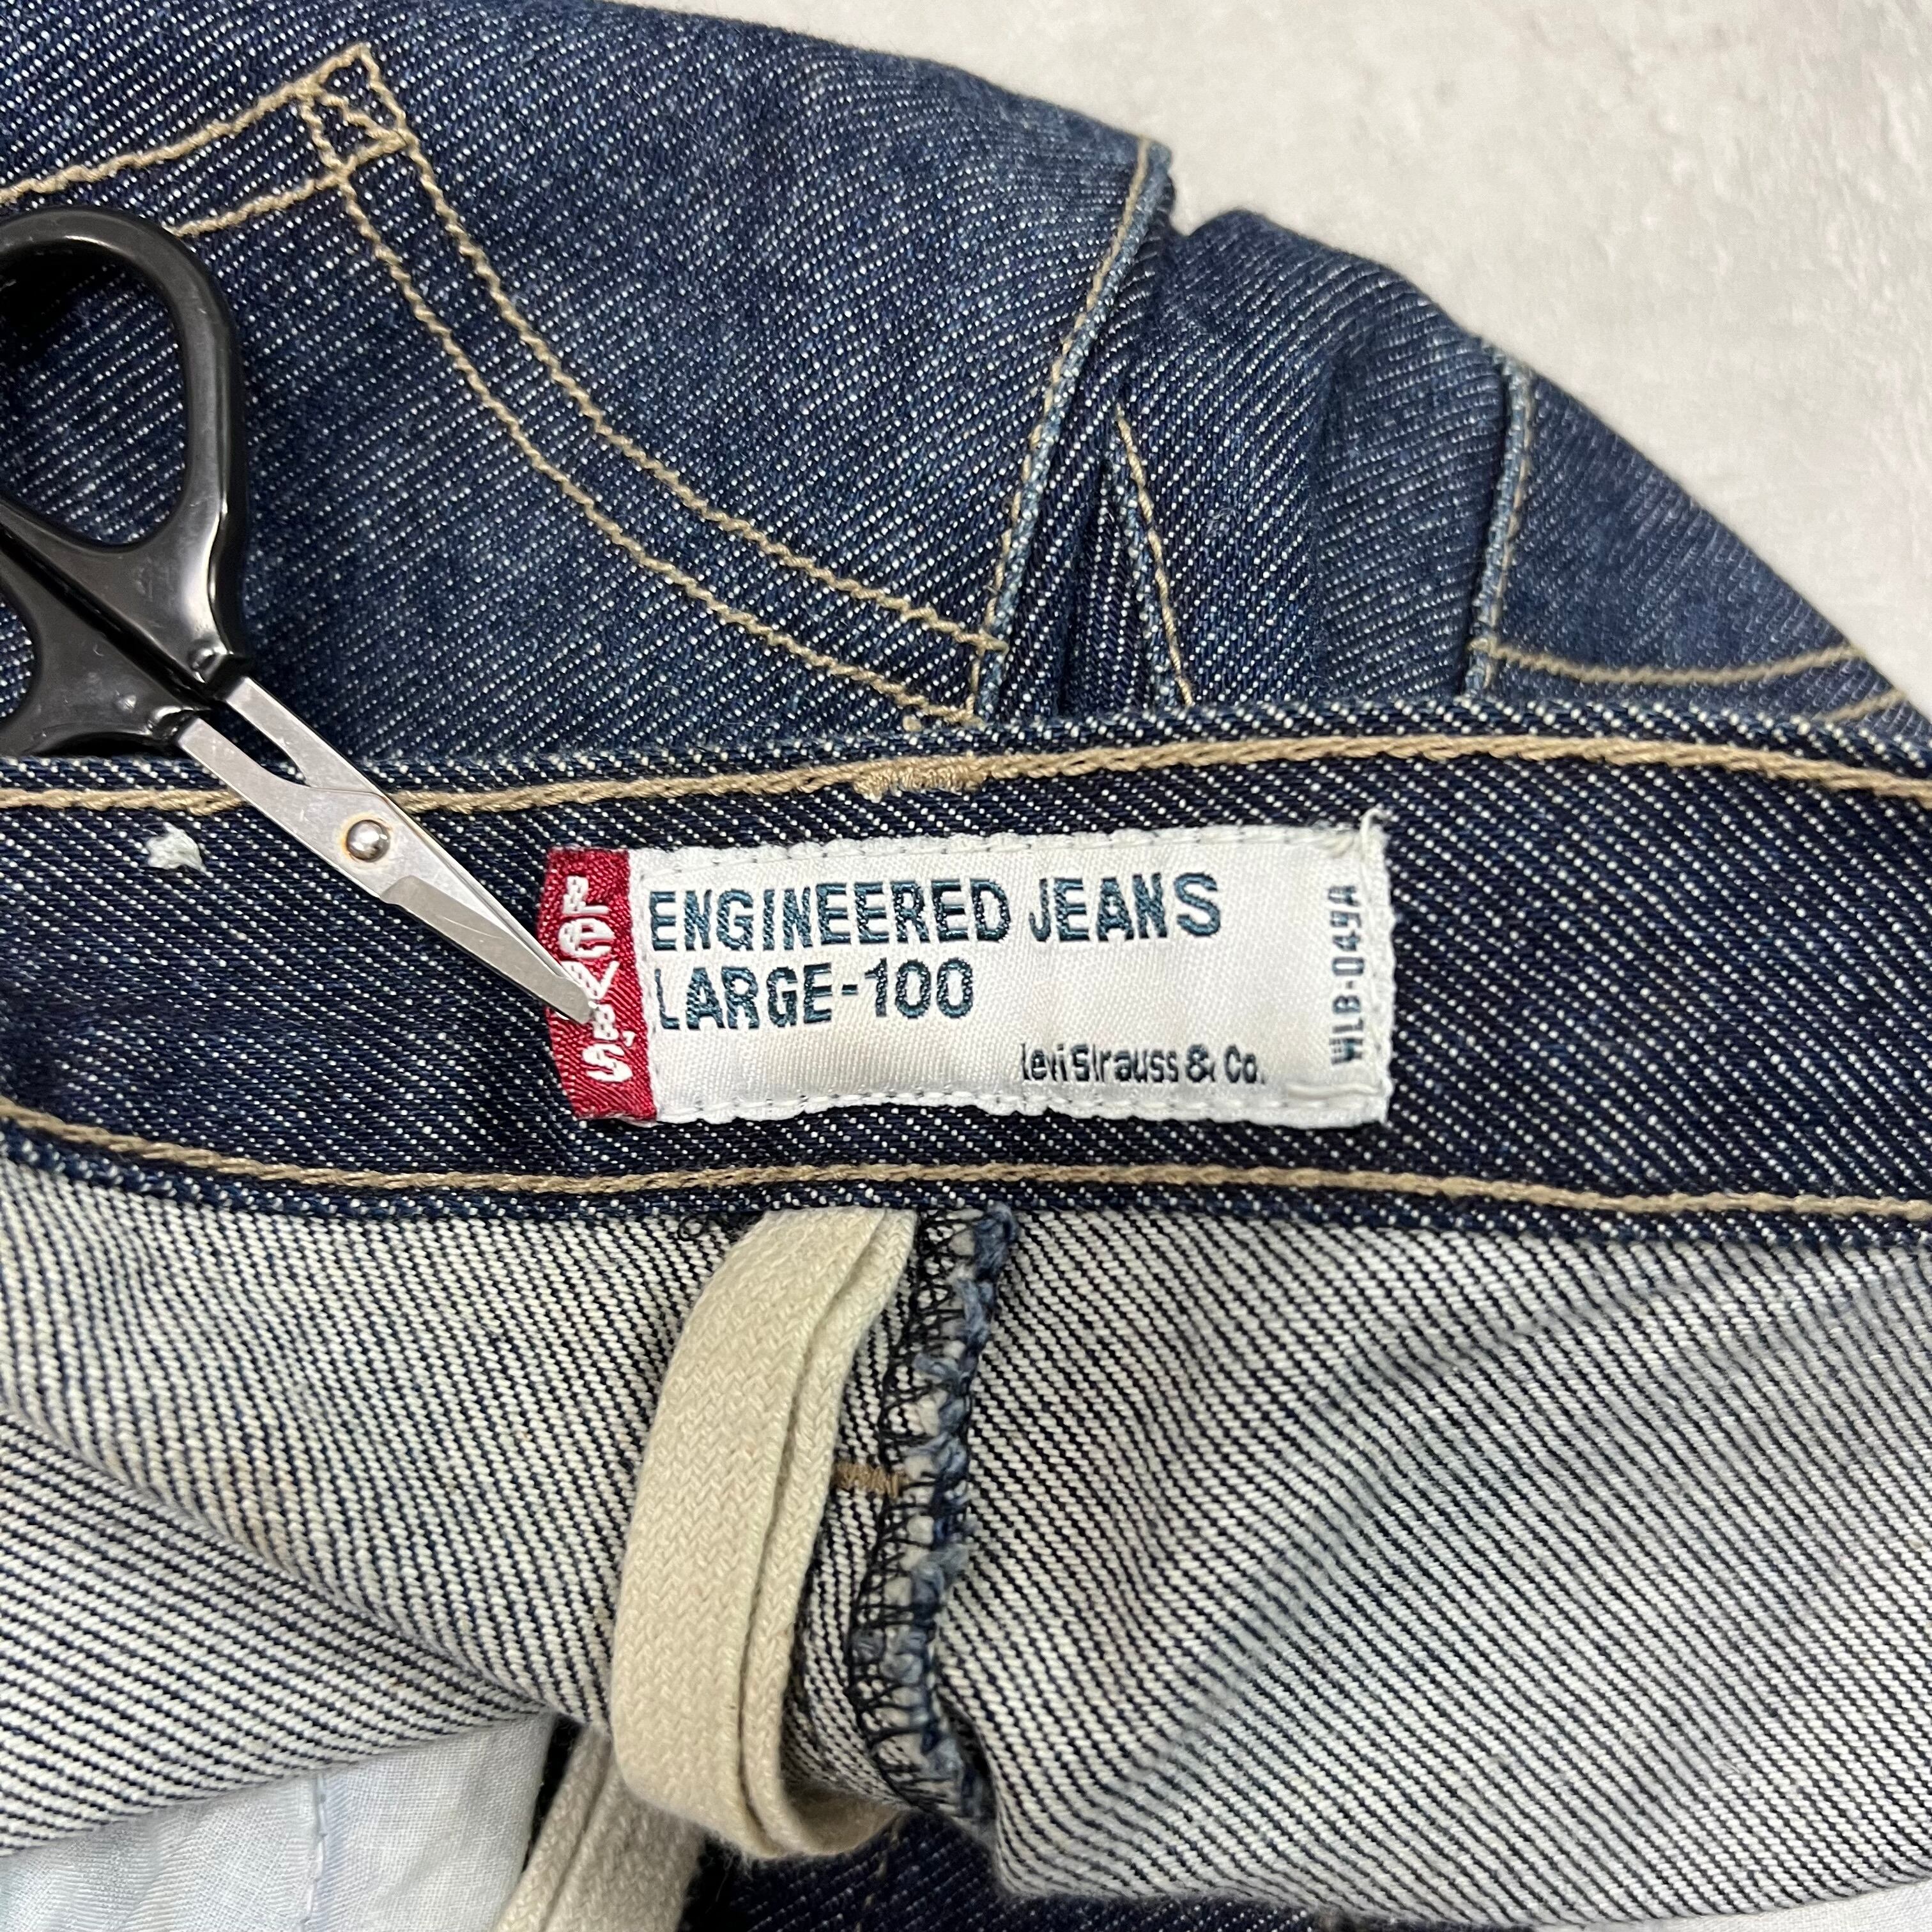 LEVI'S
ENGINEERED JEANS
LARGE-100
Levi Strauss & Co.
WLB-049A